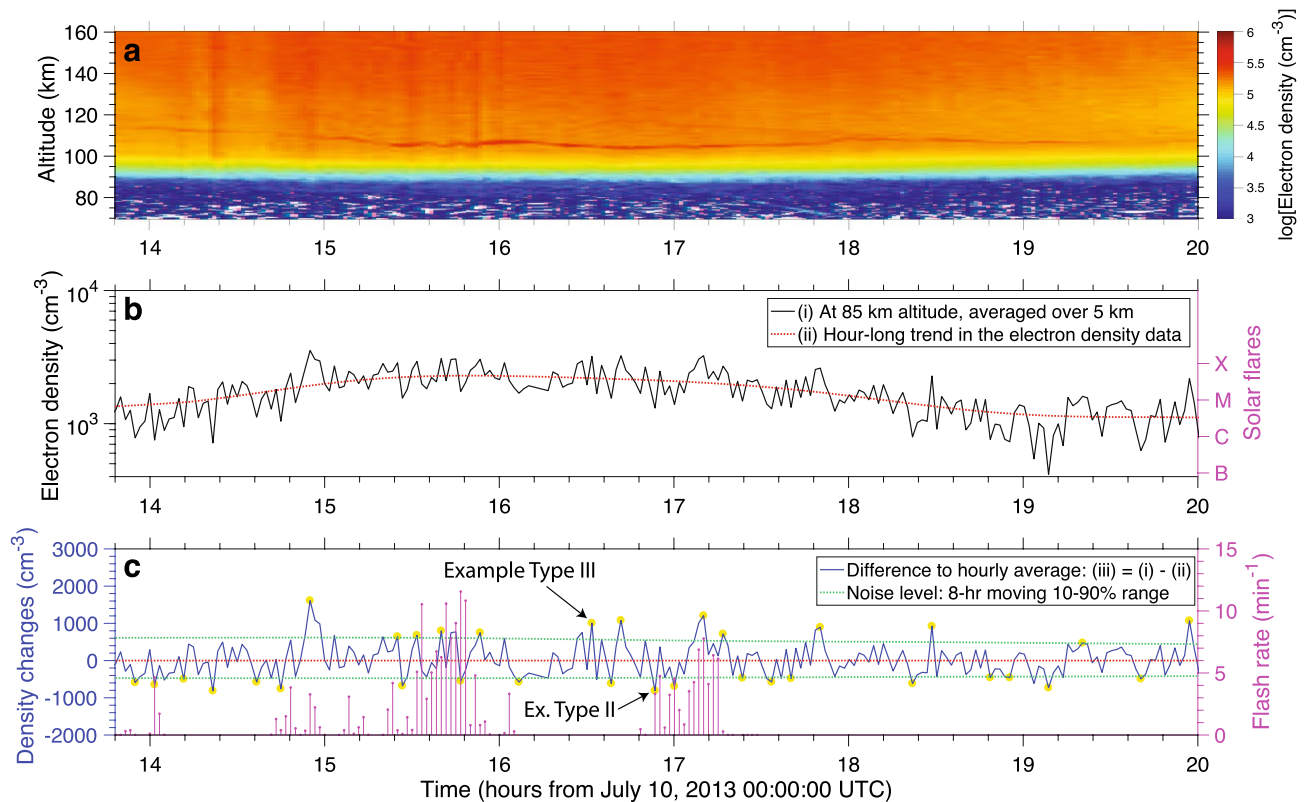 a
160
140
120
100
80
Altitude (km)
14 15 16 17 18 19 20
6
5.5
5
4.5
4
3.5
3
log[Electron density (cm-3)]
b
10^4
10^3
Electron density (cm-3)
(i) At 85 km altitude, averaged over 5 km
(ii) Hour-long trend in the electron density data
X
M
C
B
Solar flares
14 15 16 17 18 19 20
c
3000
2000
1000
0
-1000
-2000
Density changes (cm-3)
Example Type III
Ex. Type II
Difference to hourly average: (iii) = (i) - (ii)
Noise level: 8-hr moving 10-90% range
15
10
5
0
Flash rate (min-1)
14 15 16 17 18 19 20
Time (hours from July 10, 2013 00:00:00 UTC)